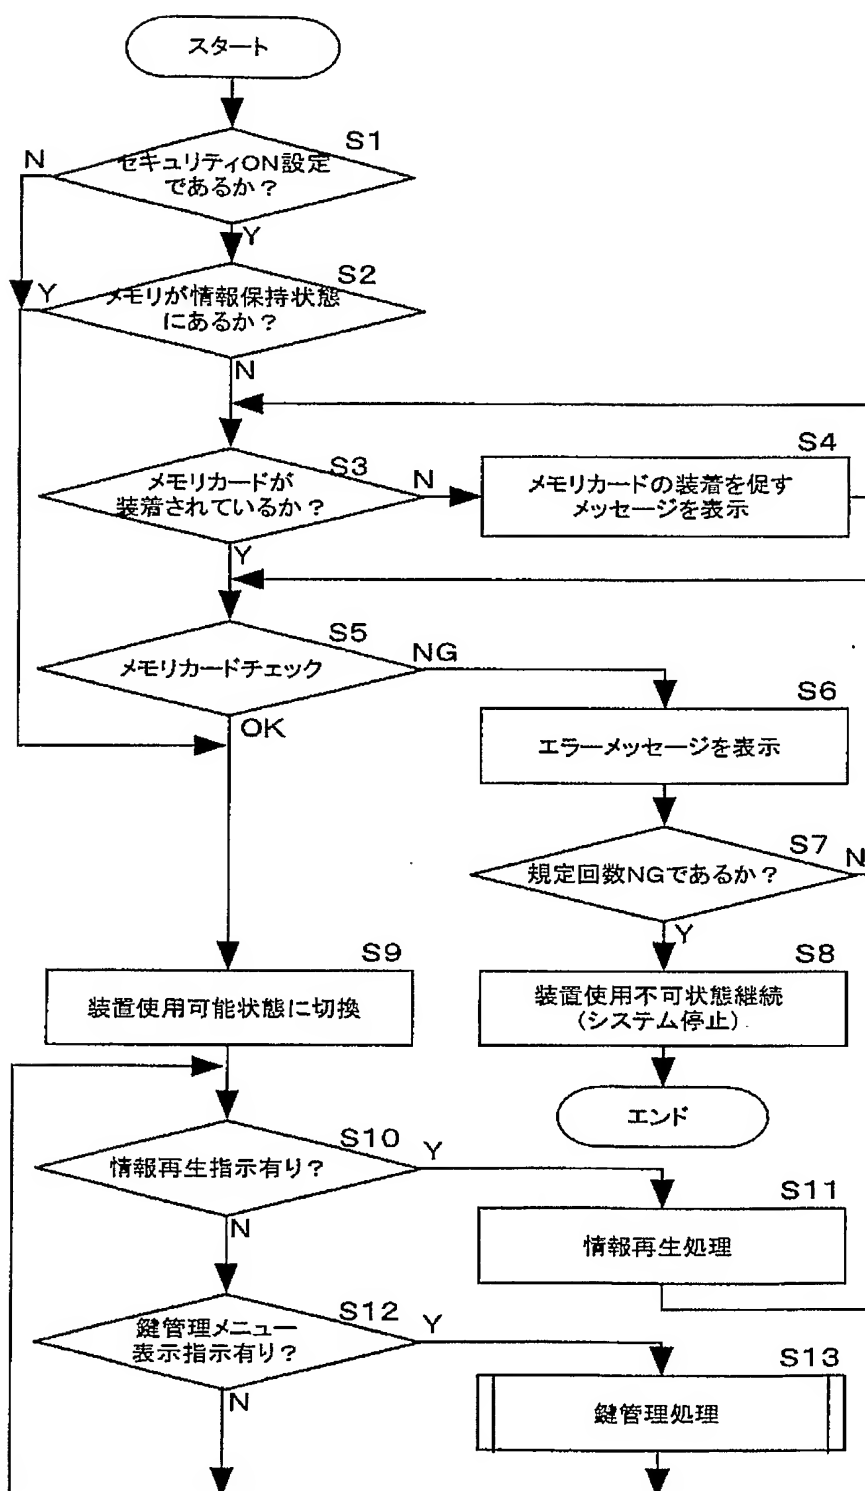 スタート
S1
N
セキュリティON設定
であるか？
Y
S2
Y
メモリが情報保持状態
にあるか？
N
S3
メモリカードが
装着されているか？
N
S4
メモリカードの装着を促す
メッセージを表示
Y
S5
メモリカードチェック
NG
OK
S6
エラーメッセージを表示
S7
規定回数NGであるか？
N
Y
S9
装置使用可能状態に切換
S8
装置使用不可状態継続
(システム停止)
エンド
S10
情報再生指示有り？
Y
S11
情報再生処理
N
S12
鍵管理メニュー
表示指示有り？
Y
S13
鍵管理処理
N